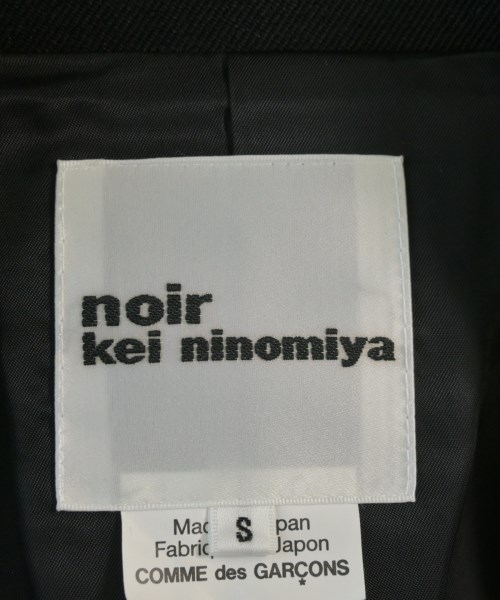 noir
kei ninomiya
S
Mad pan
Fabriq Japon
COMME des GARÇONS